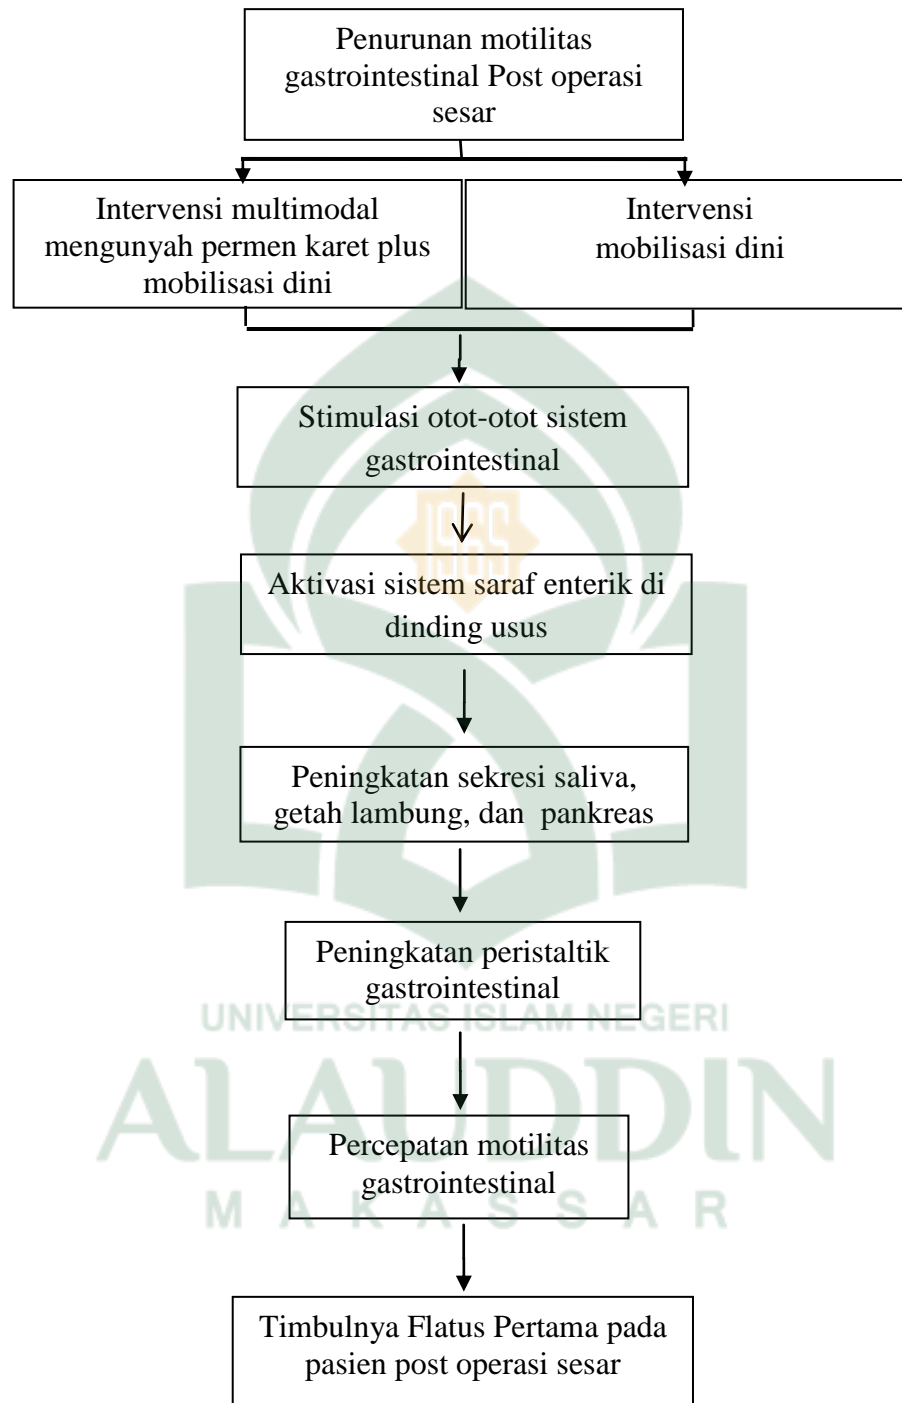 Penurunan motilitas
gastrointestinal Post operasi
sesar
Intervensi multimodal
mengunyah permen karet plus
mobilisasi dini
Intervensi
mobilisasi dini
Stimulasi otot-otot sistem
gastrointestinal
Aktivasi sistem saraf enterik di
dinding usus
Peningkatan sekresi saliva,
getah lambung, dan  pankreas
Peningkatan peristaltik
gastrointestinal
UNIVERSITAS ISLAM NEGERI
ALAUDDIN
Percepatan motilitas
gastrointestinal
MAKASSAR
Timbulnya Flatus Pertama pada
pasien post operasi sesar